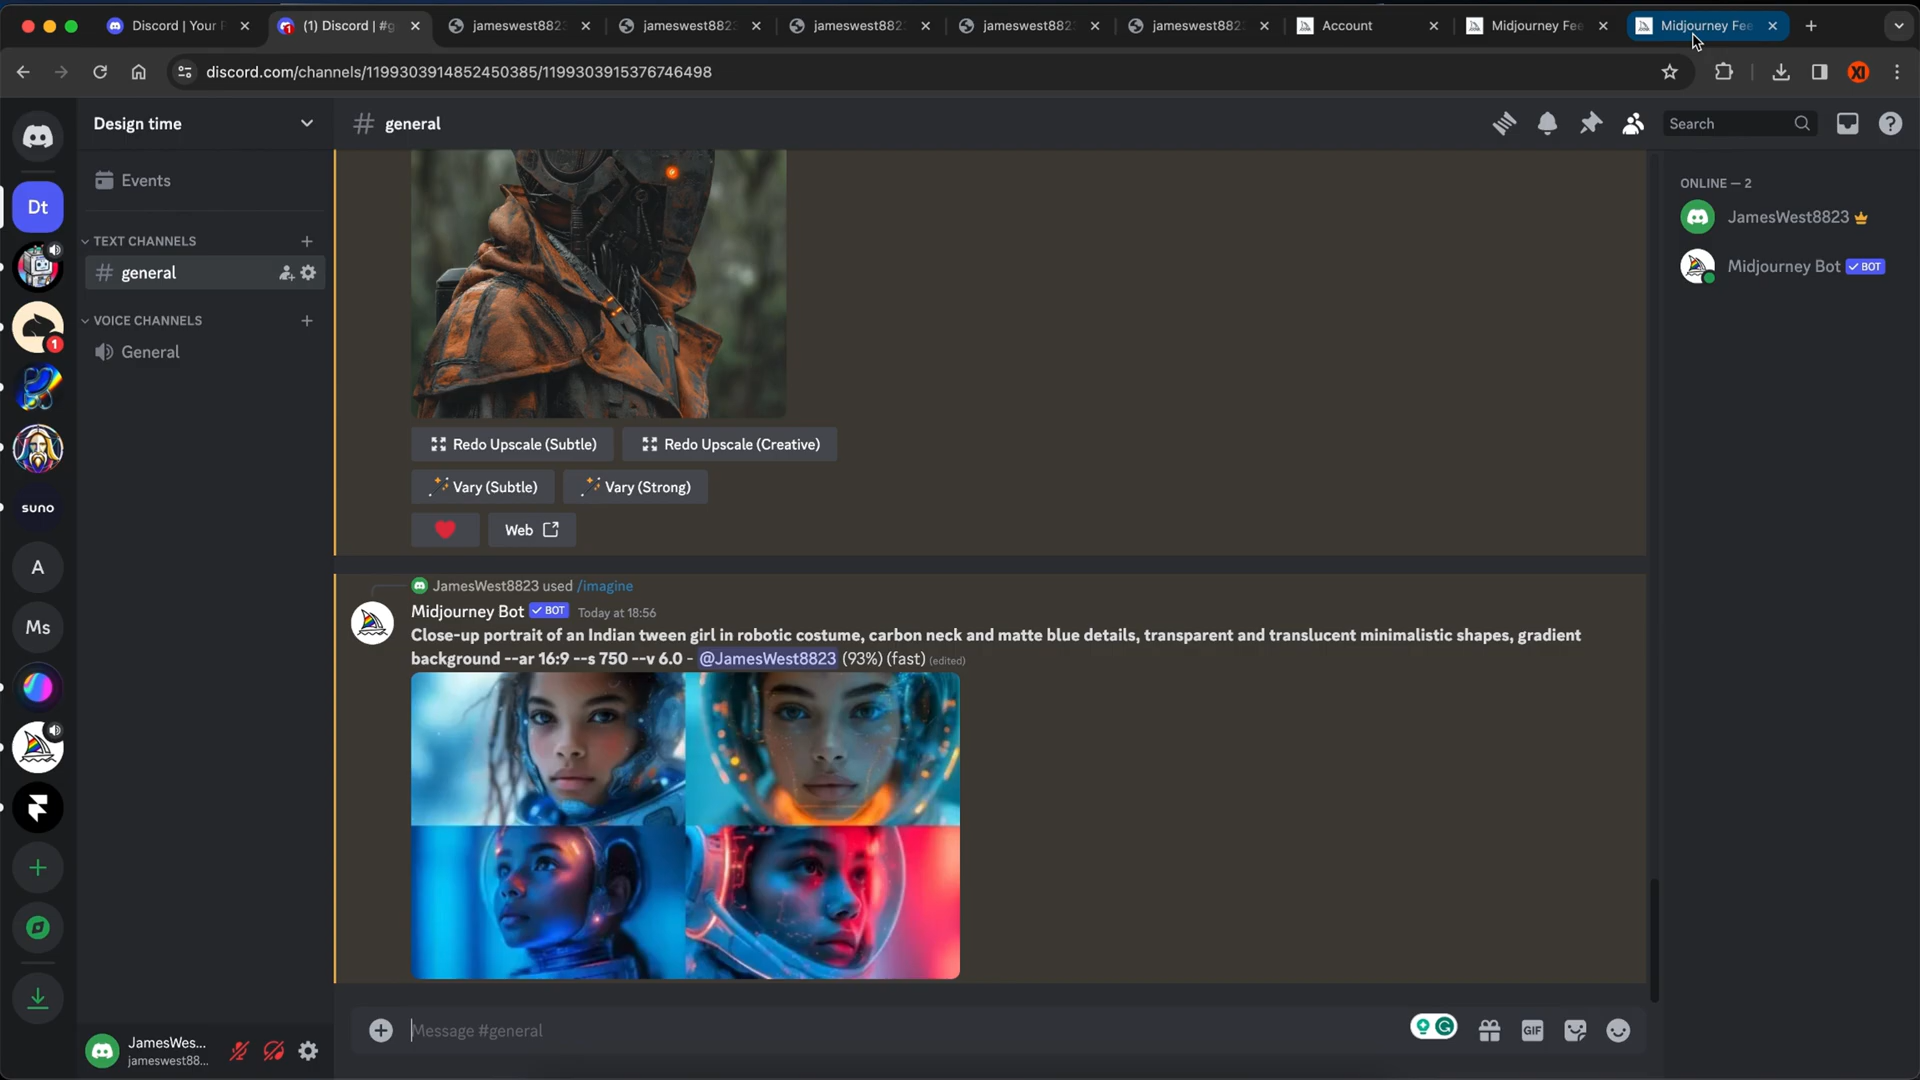 Discord | Your F
(1) Discord | #g
jameswest882
jameswest882
jameswest882
jameswest882
jameswest882
Account
Midjourney Fee
Midjourney Fee
discord.com/channels/1199303914852450385/1199303915376746498
XI
Design time
general
Search
Events
Dt
TEXT CHANNELS
general
VOICE CHANNELS
General
1
suno
A
Ms
ONLINE — 2
JamesWest8823
Midjourney Bot ✓ BOT
Redo Upscale (Subtle)
Redo Upscale (Creative)
Vary (Subtle)
Vary (Strong)
Web
JamesWest8823 used /imagine
Midjourney Bot ✓ BOT Today at 18:56
Close-up portrait of an Indian tween girl in robotic costume, carbon neck and matte blue details, transparent and translucent minimalistic shapes, gradient
background --ar 16:9 --s 750 --v 6.0 - @JamesWest8823 (93%) (fast) (edited)
Message #general
GIF
JamesWes...
jameswest88...